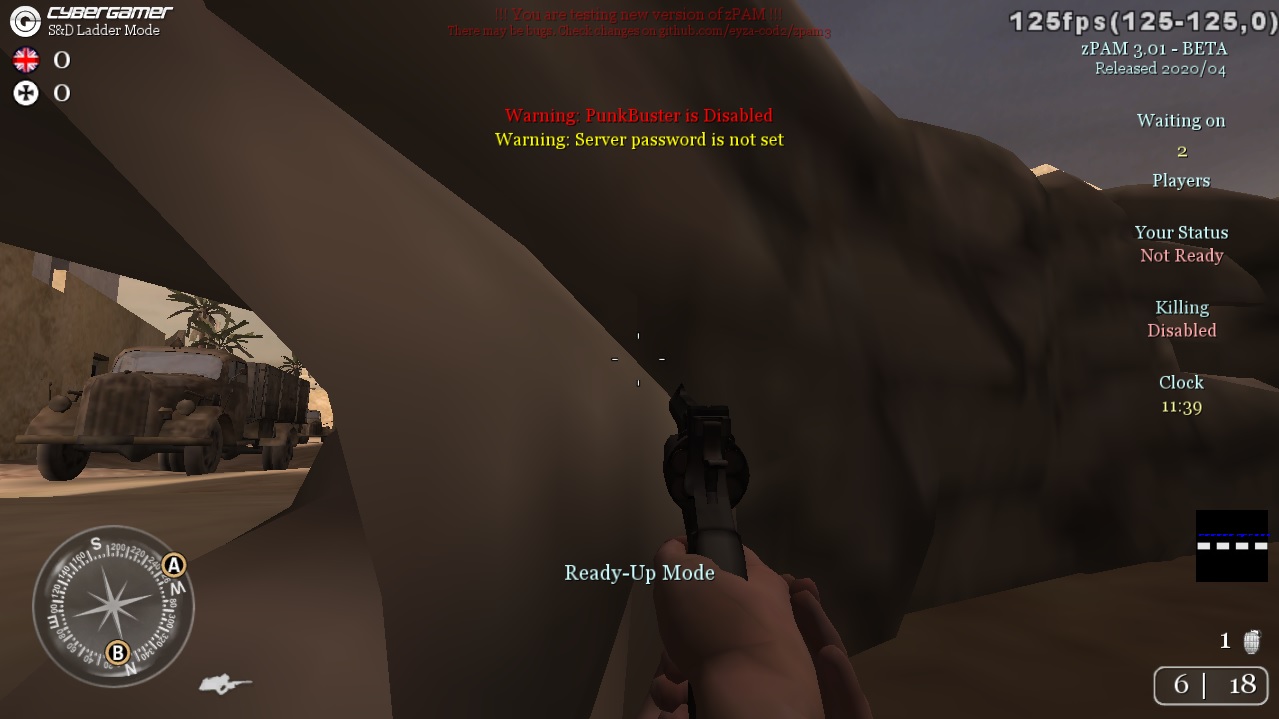 CYBERGAMER
S&D Ladder Mode
0
0
!!! You are testing new version of zPAM !!!
There may be bugs. Check changes on github.com/eyza-cod2/zpam3
Warning: PunkBuster is Disabled
Warning: Server password is not set
125fps(125-125,0)
zPAM 3.01 - BETA
Released 2020/04
Waiting on
2
Players
Your Status
Not Ready
Killing
Disabled
Clock
11:39
Ready-Up Mode
S
A
W
B
N
E
1
6 | 18